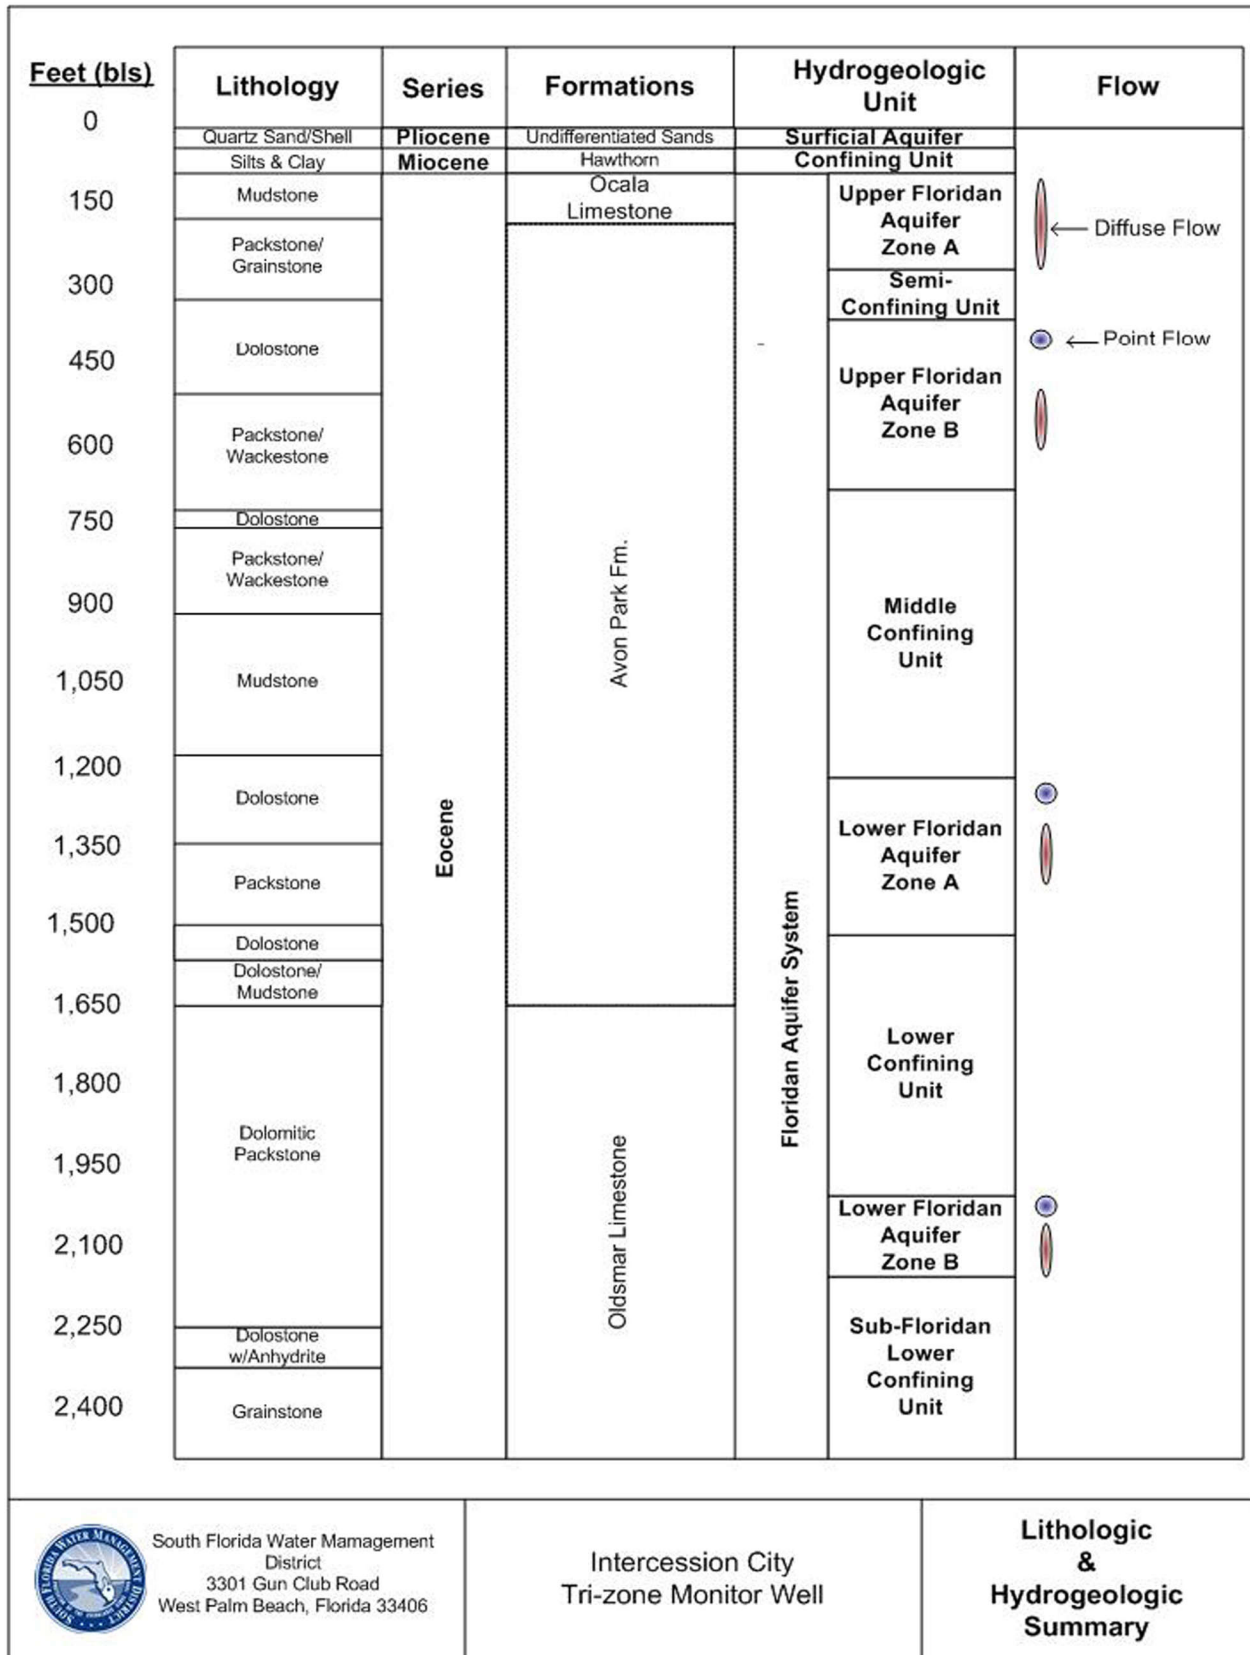 Feet (bls)
Lithology
Series
Formations
Hydrogeologic
Unit
Flow
0
Quartz Sand/Shell
Pliocene
Undifferentiated Sands
Surficial Aquifer
Silts & Clay
Miocene
Hawthorn
Confining Unit
150
Mudstone
Ocala
Limestone
Upper Floridan
Aquifer
Zone A
Diffuse Flow
Packstone/
Grainstone
300
Semi-
Confining Unit
Dolostone
Point Flow
450
Upper Floridan
Aquifer
Zone B
Packstone/
Wackestone
600
750
Dolostone
Packstone/
Wackestone
900
Avon Park Fm.
Middle
Confining
Unit
1,050
Mudstone
1,200
Dolostone
Eocene
1,350
Lower Floridan
Aquifer
Zone A
Packstone
1,500
Dolostone
Dolostone/
Mudstone
1,650
Floridan Aquifer System
Lower
Confining
Unit
1,800
Dolomitic
Packstone
1,950
Oldsmar Limestone
Lower Floridan
Aquifer
Zone B
2,100
2,250
Dolostone
w/Anhydrite
Sub-Floridan
Lower
Confining
Unit
2,400
Grainstone
SOUTH FLORIDA WATER MANAGEMENT DISTRICT
South Florida Water Mamagement
District
3301 Gun Club Road
West Palm Beach, Florida 33406
Intercession City
Tri-zone Monitor Well
Lithologic
&
Hydrogeologic
Summary